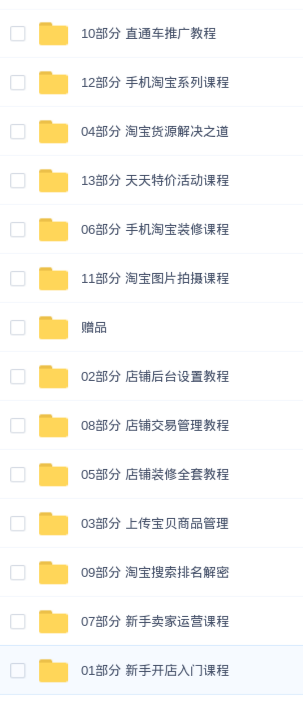 10部分 直通车推广教程
12部分 手机淘宝系列课程
04部分 淘宝货源解决之道
13部分 天天特价活动课程
06部分 手机淘宝装修课程
11部分 淘宝图片拍摄课程
赠品
02部分 店铺后台设置教程
08部分 店铺交易管理教程
05部分 店铺装修全套教程
03部分 上传宝贝商品管理
09部分 淘宝搜索排名解密
07部分 新手卖家运营课程
01部分 新手开店入门课程